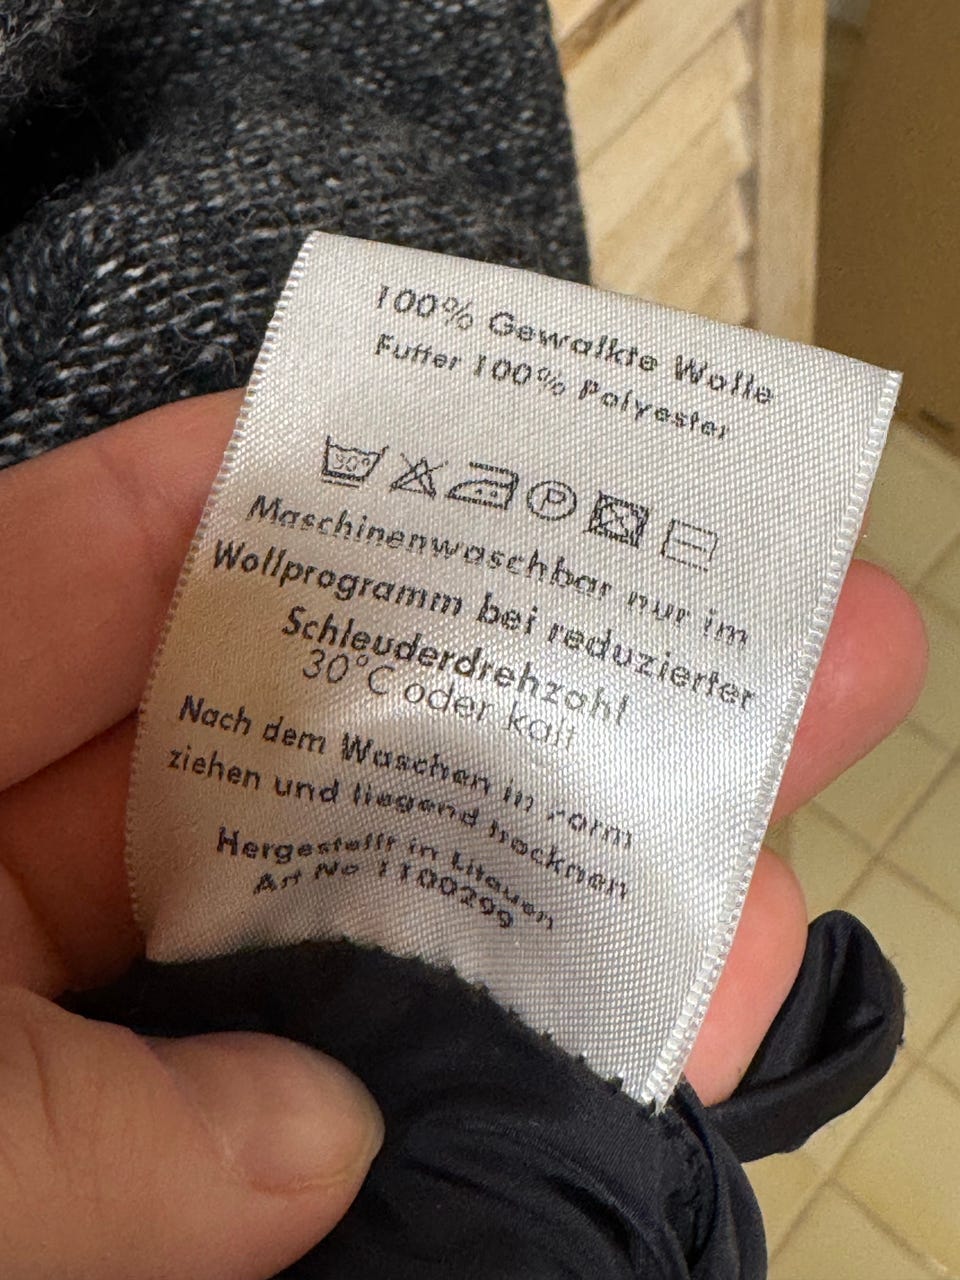 100% Gewalkte Wolle
Futter 100% Polyester
30°
P
Maschinenwaschbar nur im
Wollprogramm bei reduzierter
Schleuderdrehzahl
30°C oder kalt
Nach dem Waschen in Form
ziehen und liegend trocknen
Hergestellt in Litauen
Art No 1100299